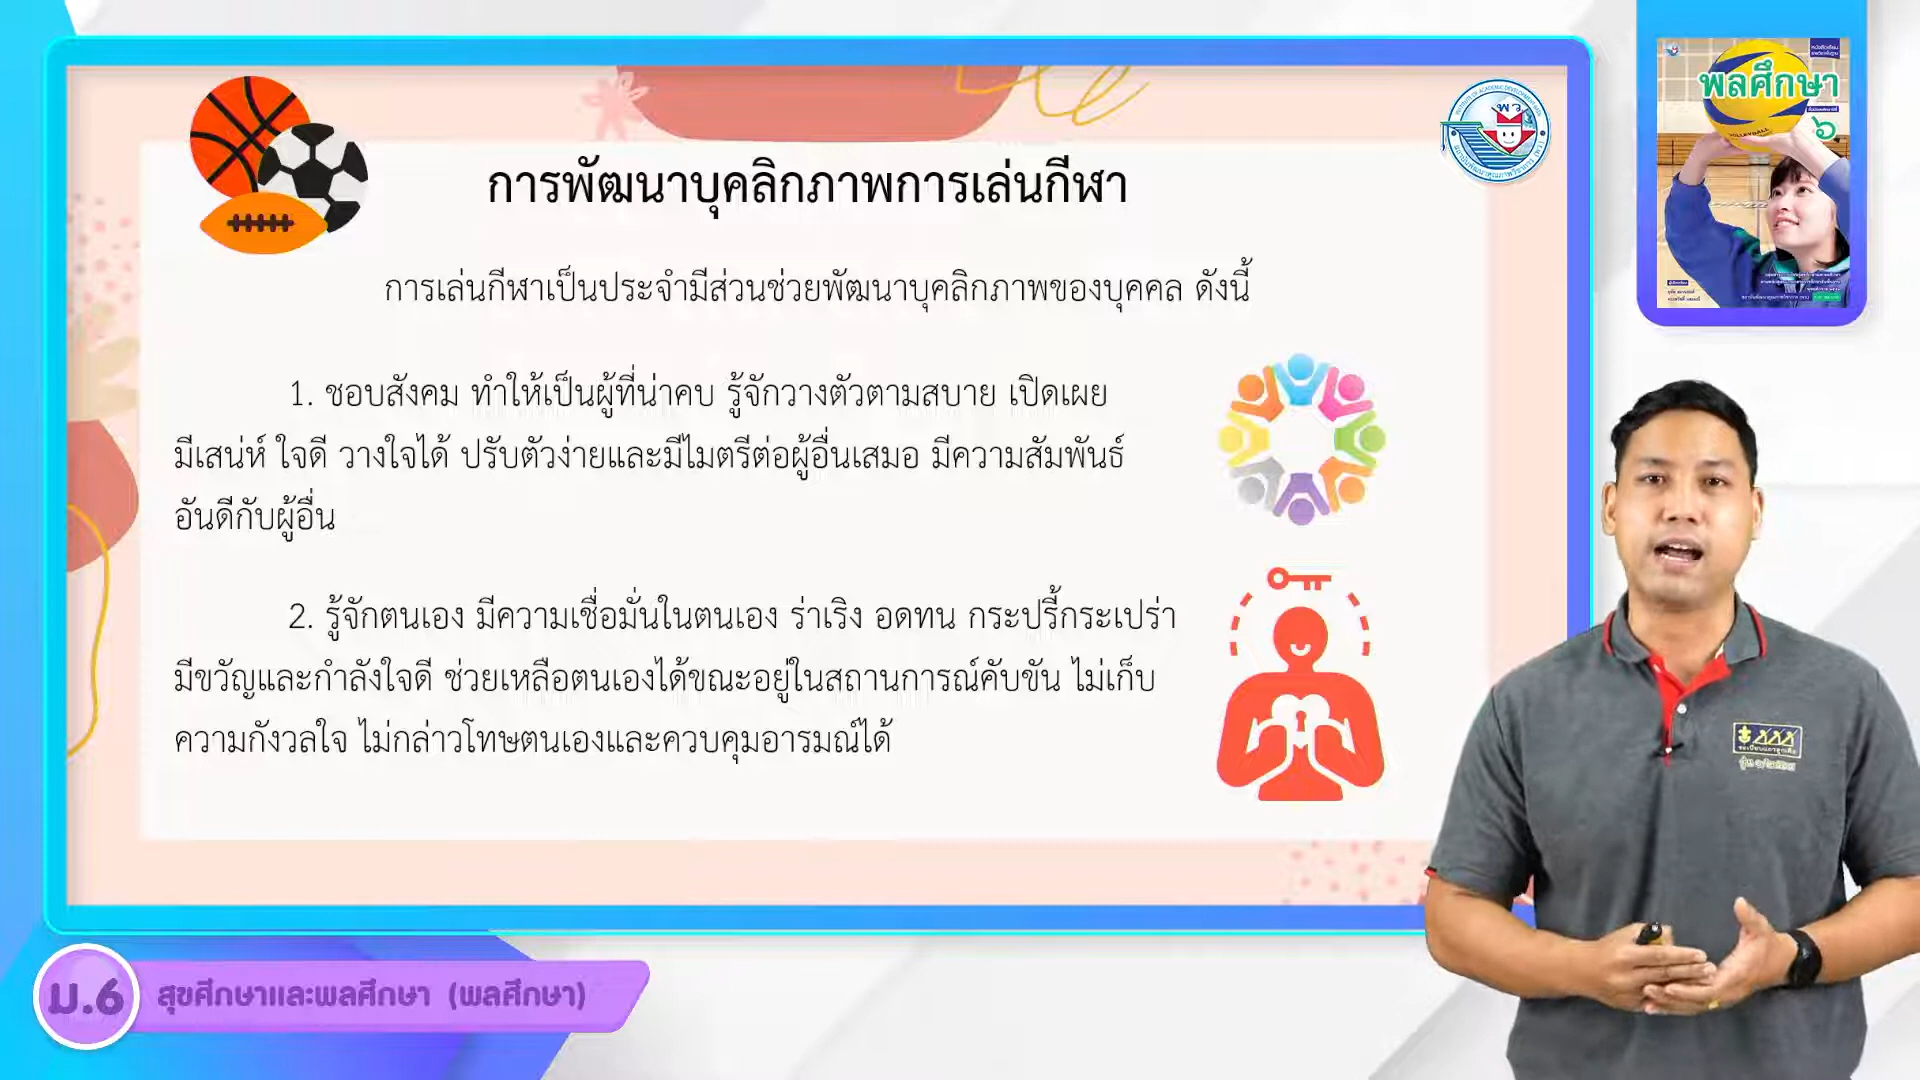 การพัฒนาบุคลิกภาพการเล่นกีฬา
การเล่นกีฬาเป็นประจำมีส่วนช่วยพัฒนาบุคลิกภาพของบุคคล ดังนี้
1. ชอบสังคม ทำให้เป็นผู้ที่น่าคบ รู้จักวางตัวตามสบาย เปิดเผย
มีเสน่ห์ ใจดี วางใจได้ ปรับตัวง่ายและมีไมตรีต่อผู้อื่นเสมอ มีความสัมพันธ์
อันดีกับผู้อื่น
2. รู้จักตนเอง มีความเชื่อมั่นในตนเอง ร่าเริง อดทน กระปรี้กระเปร่า
มีขวัญและกำลังใจดี ช่วยเหลือตนเองได้ขณะอยู่ในสถานการณ์คับขัน ไม่เก็บ
ความกังวลใจ ไม่กล่าวโทษตนเองและควบคุมอารมณ์ได้
พว
พลศึกษา
๖
VOLLEYBALL
ม.6 สุขศึกษาและพลศึกษา (พลศึกษา)